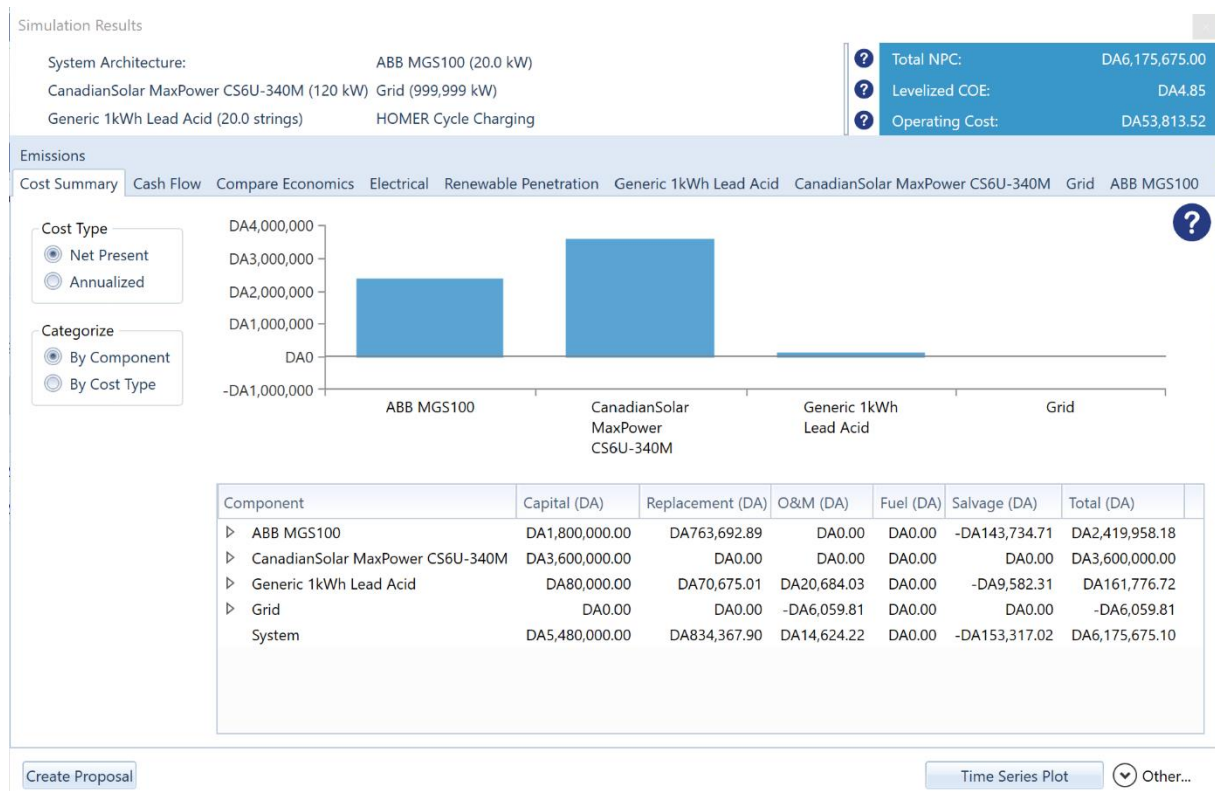 Simulation Results
System Architecture: ABB MGS100 (20.0 kW)
CanadianSolar MaxPower CS6U-340M (120 kW) Grid (999,999 kW)
Generic 1kWh Lead Acid (20.0 strings) HOMER Cycle Charging
? Total NPC: DA6,175,675.00
? Levelized COE: DA4.85
? Operating Cost: DA53,813.52
Emissions
Cost Summary Cash Flow Compare Economics Electrical Renewable Penetration Generic 1kWh Lead Acid CanadianSolar MaxPower CS6U-340M Grid ABB MGS100
Cost Type
Net Present
Annualized
Categorize
By Component
By Cost Type
?
DA4,000,000
DA3,000,000
DA2,000,000
DA1,000,000
DA0
-DA1,000,000
ABB MGS100
CanadianSolar
MaxPower
CS6U-340M
Generic 1kWh
Lead Acid
Grid
Component Capital (DA) Replacement (DA) O&M (DA) Fuel (DA) Salvage (DA) Total (DA)
ABB MGS100 DA1,800,000.00 DA763,692.89 DA0.00 DA0.00 -DA143,734.71 DA2,419,958.18
CanadianSolar MaxPower CS6U-340M DA3,600,000.00 DA0.00 DA0.00 DA0.00 DA0.00 DA3,600,000.00
Generic 1kWh Lead Acid DA80,000.00 DA70,675.01 DA20,684.03 DA0.00 -DA9,582.31 DA161,776.72
Grid DA0.00 DA0.00 -DA6,059.81 DA0.00 DA0.00 -DA6,059.81
System DA5,480,000.00 DA834,367.90 DA14,624.22 DA0.00 -DA153,317.02 DA6,175,675.10
Create Proposal
Time Series Plot
Other...